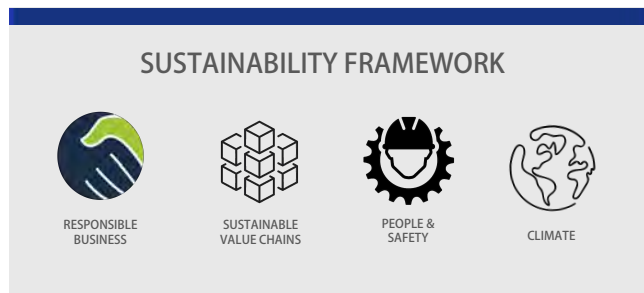 SUSTAINABILITY FRAMEWORK
RESPONSIBLE
BUSINESS
SUSTAINABLE
VALUE CHAINS
PEOPLE &
SAFETY
CLIMATE